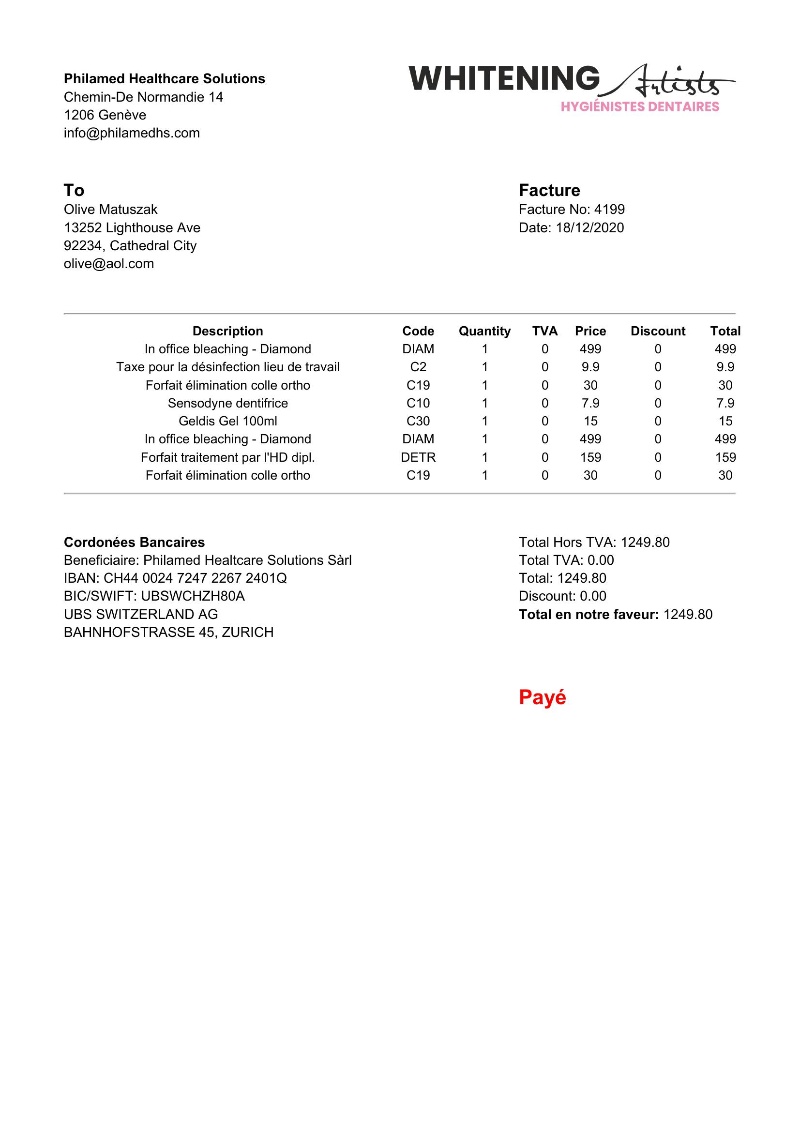 Philamed Healthcare Solutions
Chemin-De Normandie 14
1206 Genève
info@philamedhs.com
WHITENING Artists
HYGIÉNISTES DENTAIRES
To
Olive Matuszak
13252 Lighthouse Ave
92234, Cathedral City
olive@aol.com
Facture
Facture No: 4199
Date: 18/12/2020
Description Code Quantity TVA Price Discount Total
In office bleaching - Diamond DIAM 1 0 499 0 499
Taxe pour la désinfection lieu de travail C2 1 0 9.9 0 9.9
Forfait élimination colle ortho C19 1 0 30 0 30
Sensodyne dentifrice C10 1 0 7.9 0 7.9
Geldis Gel 100ml C30 1 0 15 0 15
In office bleaching - Diamond DIAM 1 0 499 0 499
Forfait traitement par l'HD dipl. DETR 1 0 159 0 159
Forfait élimination colle ortho C19 1 0 30 0 30
Cordonées Bancaires
Beneficiaire: Philamed Healtcare Solutions Sàrl
IBAN: CH44 0024 7247 2267 2401Q
BIC/SWIFT: UBSWCHZH80A
UBS SWITZERLAND AG
BAHNHOFSTRASSE 45, ZURICH
Total Hors TVA: 1249.80
Total TVA: 0.00
Total: 1249.80
Discount: 0.00
Total en notre faveur: 1249.80
Payé